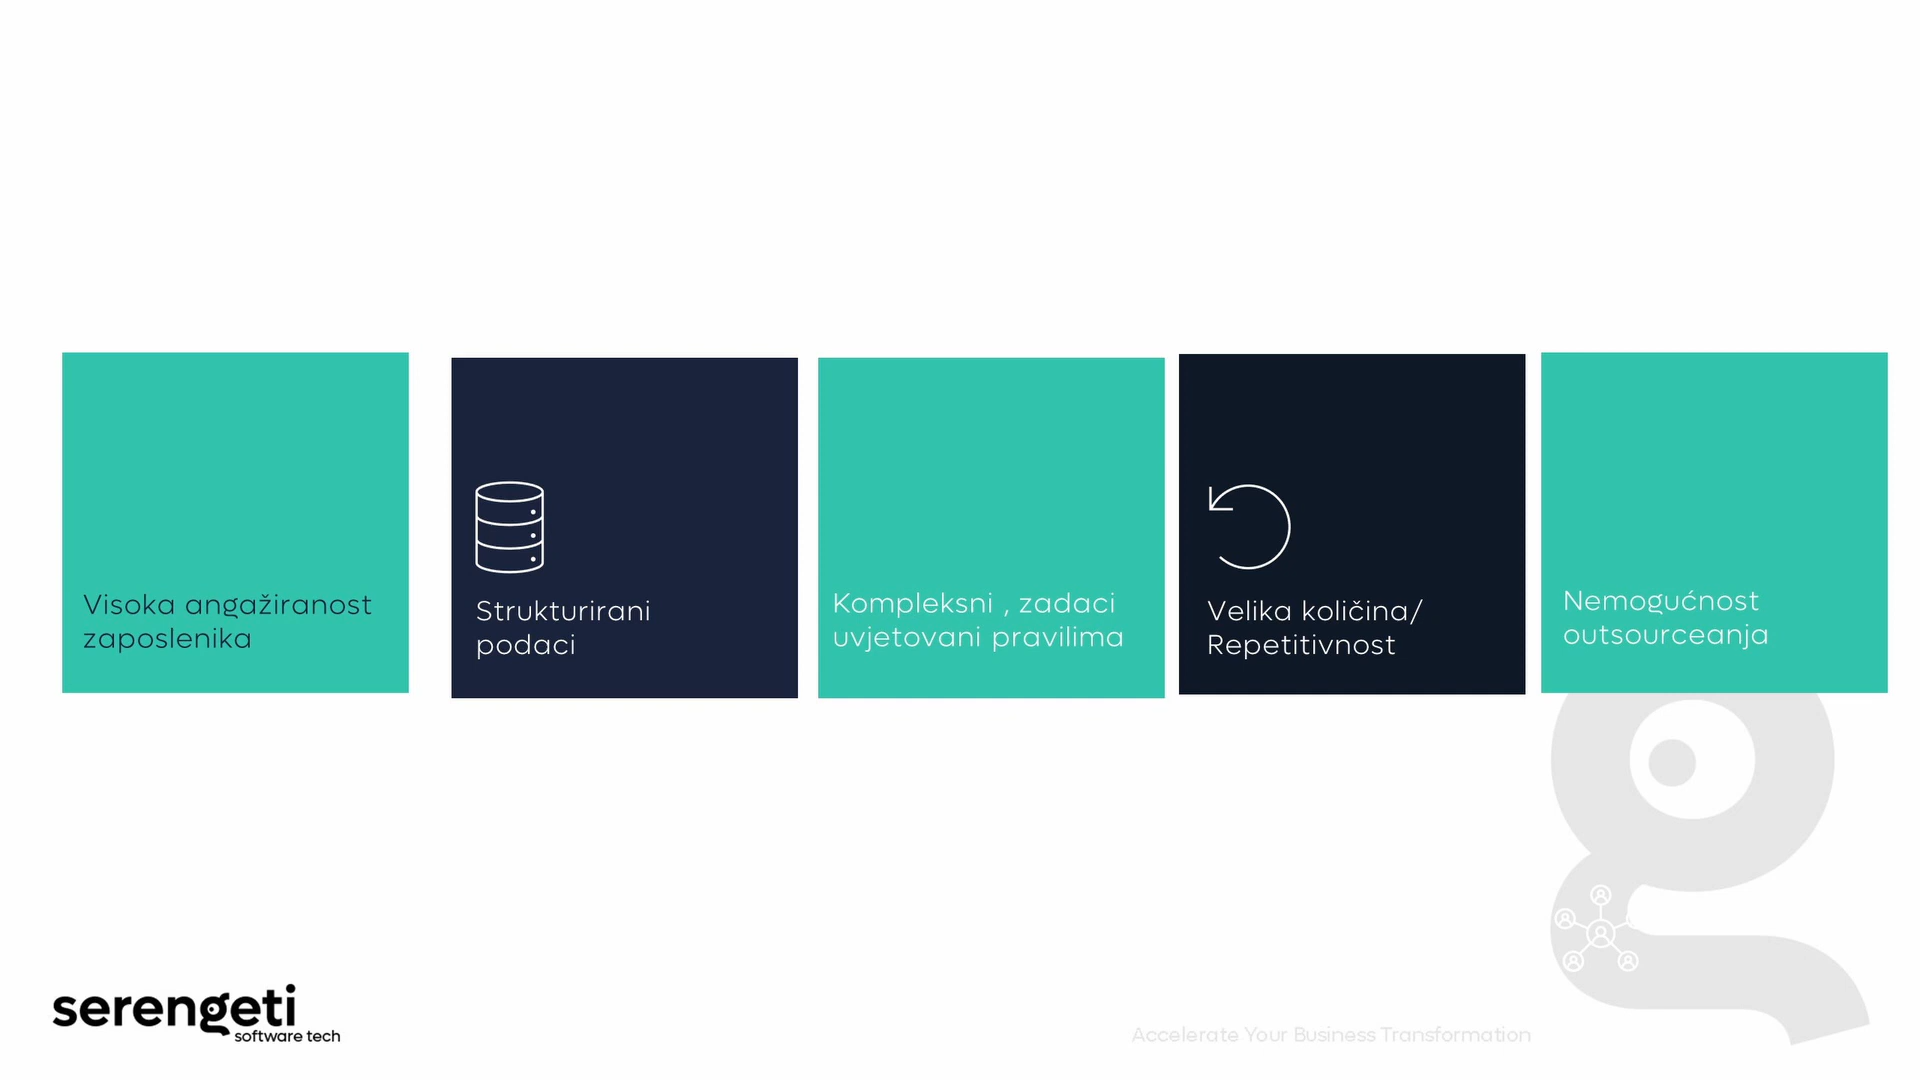 Visoka angažiranost
zaposlenika
Strukturirani
podaci
Kompleksni , zadaci
uvjetovani pravilima
Velika količina/
Repetitivnost
Nemogućnost
outsourceanja
serengeti
software tech
Accelerate Your Business Transformation